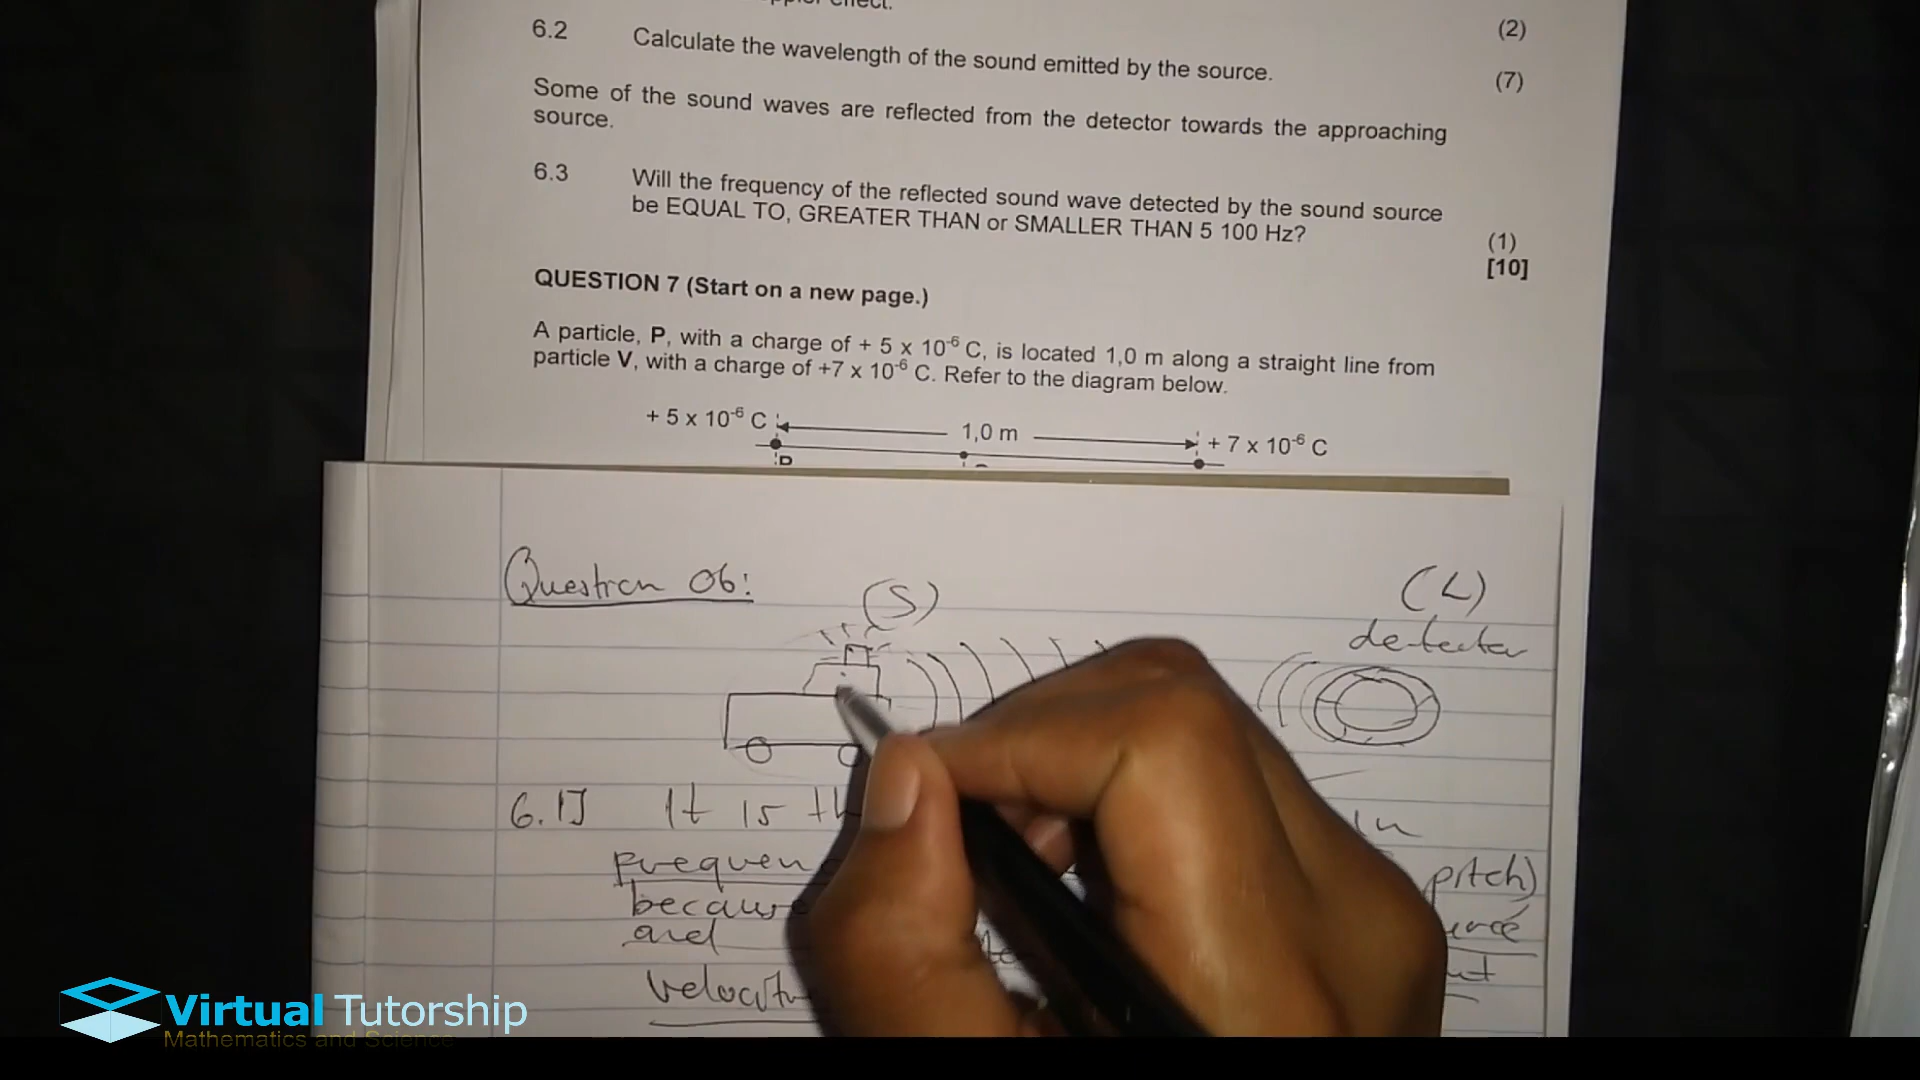 effect.
(2)
6.2 Calculate the wavelength of the sound emitted by the source.
(7)
Some of the sound waves are reflected from the detector towards the approaching
source.
6.3 Will the frequency of the reflected sound wave detected by the sound source
be EQUAL TO, GREATER THAN or SMALLER THAN 5 100 Hz?
(1)
[10]
QUESTION 7 (Start on a new page.)
A particle, P, with a charge of + 5 x 10⁻⁶ C, is located 1,0 m along a straight line from
particle V, with a charge of +7 x 10⁻⁶ C. Refer to the diagram below.
+ 5 x 10⁻⁶ C 1,0 m + 7 x 10⁻⁶ C
P
Question 06:
(S)
(L)
detector
6.1] It is in
pitch)
because
and
Virtual Tutorship
Mathematics and Science